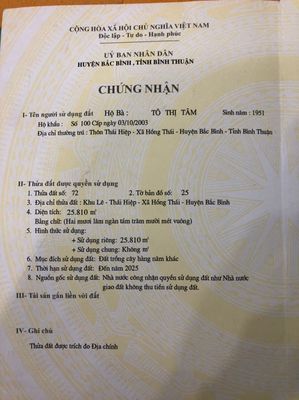 CỘNG HÒA XÃ HỘI CHỦ NGHĨA VIỆT NAM
Độc lập - Tự do - Hạnh phúc
UỶ BAN NHÂN DÂN
HUYỆN BẮC BÌNH, TỈNH BÌNH THUẬN
CHỨNG NHẬN
I- Tên người sử dụng đất Hộ Bà : TÔ THỊ TÂM Sinh năm : 1951
Hộ khẩu : Số 100 Cấp ngày 03/10/2003
Địa chỉ thường trú : Thôn Thái Hiệp - Xã Hồng Thái - Huyện Bắc Bình - Tỉnh Bình Thuận
II- Thửa đất được quyền sử dụng
1. Thửa đất số: 72 2. Tờ bản đồ số: 25
3. Địa chỉ thửa đất : Khu Lê - Thái Hiệp - Xã Hồng Thái - Huyện Bắc Bình
4. Diện tích: 25.810 m²
Bằng chữ: (Hai mươi lăm ngàn tám trăm mười mét vuông)
5. Hình thức sử dụng:
+ Sử dụng riêng: 25.810 m²
+ Sử dụng chung: Không m²
6. Mục đích sử dụng đất: Đất trồng cây hàng năm khác
7. Thời hạn sử dụng đất: Đến năm 2025
8. Nguồn gốc sử dụng đất: Nhà nước công nhận quyền sử dụng đất như Nhà nước
giao đất không thu tiền sử dụng đất.
III- Tài sản gắn liền với đất
IV- Ghi chú
Thửa đất được trích đo Địa chính